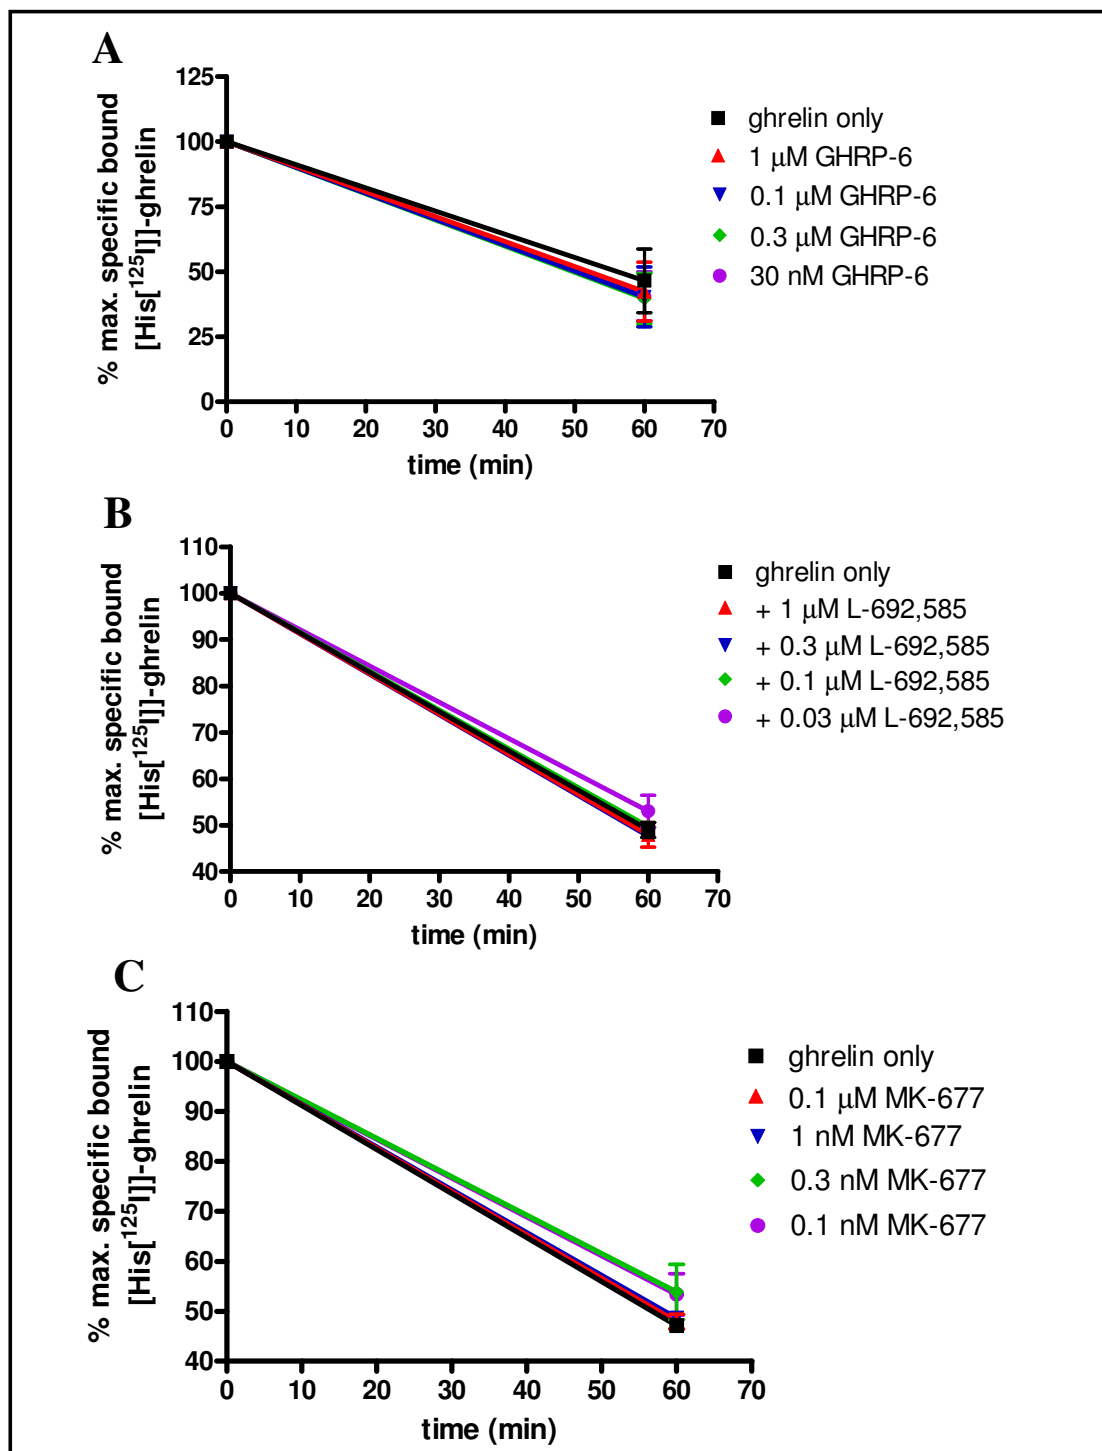 A
125
100
75
50
25
0
0 10 20 30 40 50 60 70
time (min)
% max. specific bound
[His[¹²⁵I]]-ghrelin
ghrelin only
1 μM GHRP-6
0.1 μM GHRP-6
0.3 μM GHRP-6
30 nM GHRP-6
B
110
100
90
80
70
60
50
40
0 10 20 30 40 50 60 70
time (min)
% max. specific bound
[His[¹²⁵I]]-ghrelin
ghrelin only
+ 1 μM L-692,585
+ 0.3 μM L-692,585
+ 0.1 μM L-692,585
+ 0.03 μM L-692,585
C
110
100
90
80
70
60
50
40
0 10 20 30 40 50 60 70
time (min)
% max. specific bound
[His[¹²⁵I]]-ghrelin
ghrelin only
0.1 μM MK-677
1 nM MK-677
0.3 nM MK-677
0.1 nM MK-677